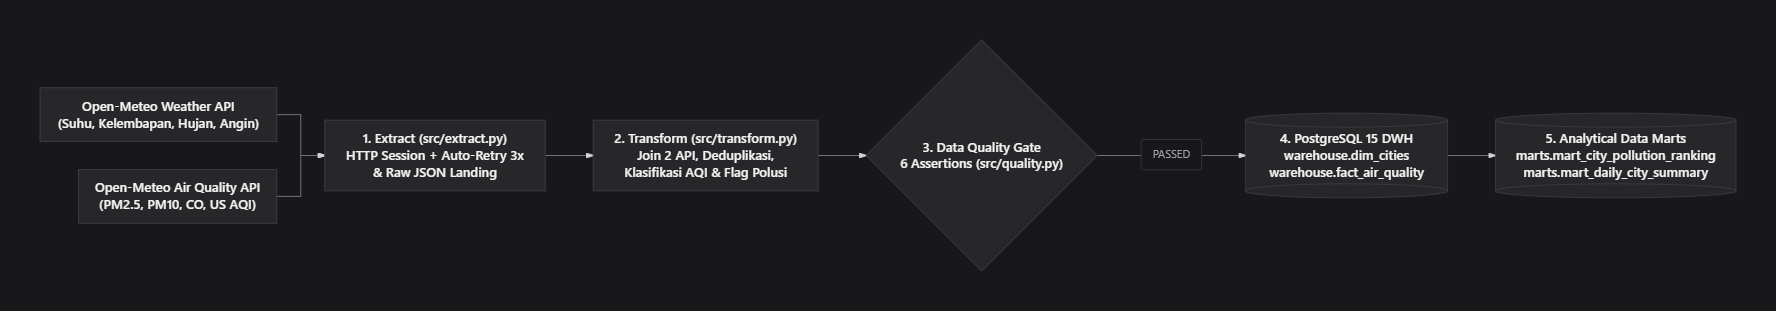 Open-Meteo Weather API
(Suhu, Kelembapan, Hujan, Angin)
Open-Meteo Air Quality API
(PM2.5, PM10, CO, US AQI)
1. Extract (src/extract.py)
HTTP Session + Auto-Retry 3x
& Raw JSON Landing
2. Transform (src/transform.py)
Join 2 API, Deduplikasi,
Klasifikasi AQI & Flag Polusi
3. Data Quality Gate
6 Assertions (src/quality.py)
PASSED
4. PostgreSQL 15 DWH
warehouse.dim_cities
warehouse.fact_air_quality
5. Analytical Data Marts
marts.mart_city_pollution_ranking
marts.mart_daily_city_summary